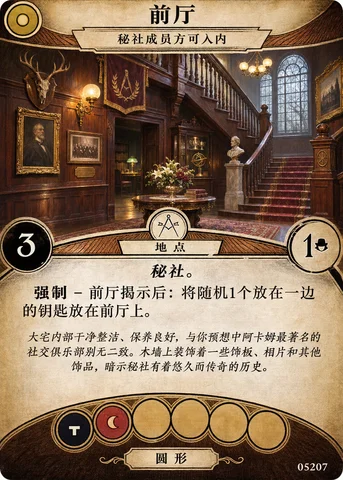 前厅
秘社成员方可入内
地点
3
1
秘社。
强制 – 前厅揭示后：将随机1个放在一边
的钥匙放在前厅上。
大宅内部干净整洁、保养良好，与你预想中阿卡姆最著名的
社交俱乐部别无二致。木墙上装饰着一些饰板、相片和其他
饰品，暗示秘社有着悠久而传奇的历史。
圆形
05207